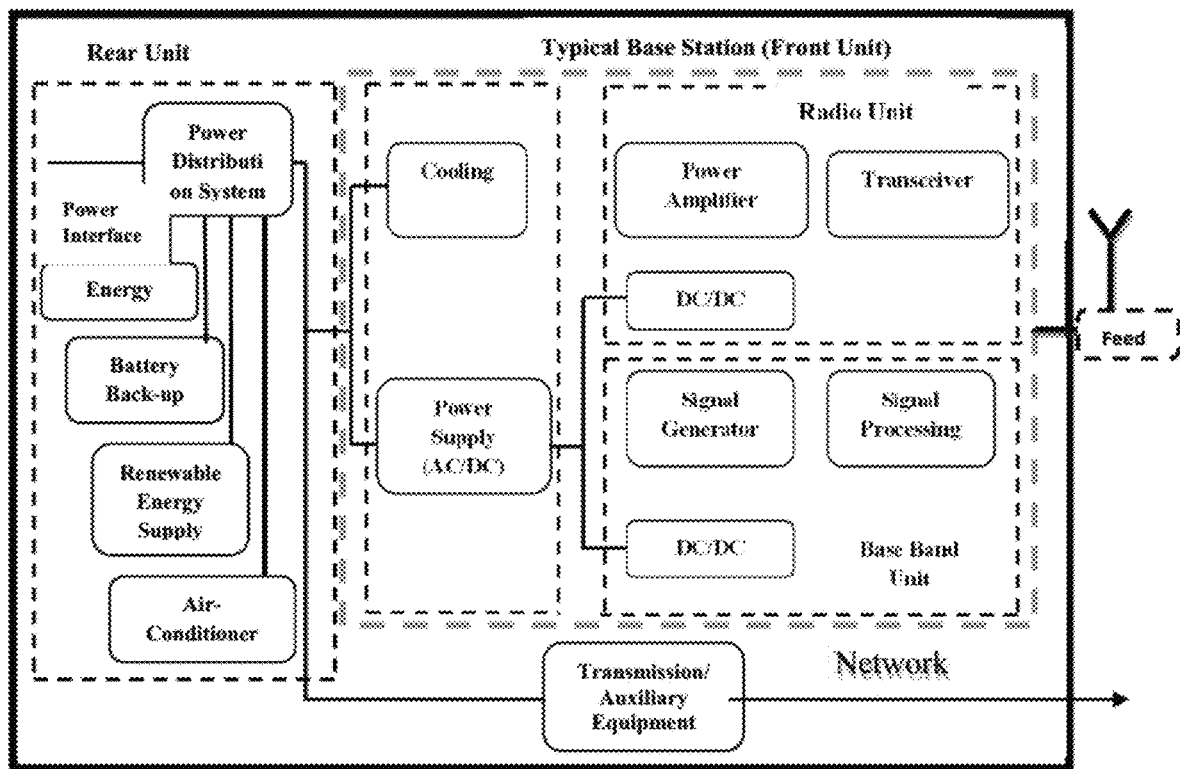 Rear Unit
Typical Base Station (Front Unit)
Power
Distributi
on System
Power
Interface
Energy
Battery
Back-up
Renewable
Energy
Supply
Air-
Conditioner
Cooling
Power
Supply
(AC/DC)
Radio Unit
Power
Amplifier
Transceiver
DC/DC
Signal
Generator
Signal
Processing
DC/DC
Base Band
Unit
Feed
Network
Transmission/
Auxiliary
Equipment